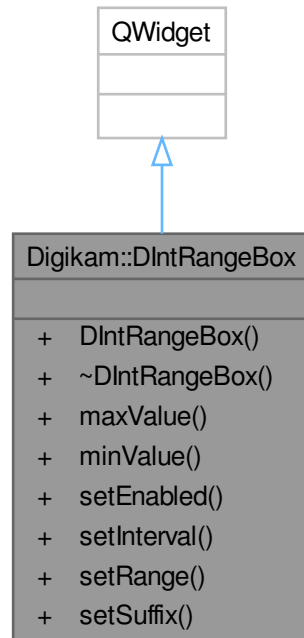 QWidget
Digikam::DIntRangeBox
+ DIntRangeBox()
+ ~DIntRangeBox()
+ maxValue()
+ minValue()
+ setEnabled()
+ setInterval()
+ setRange()
+ setSuffix()